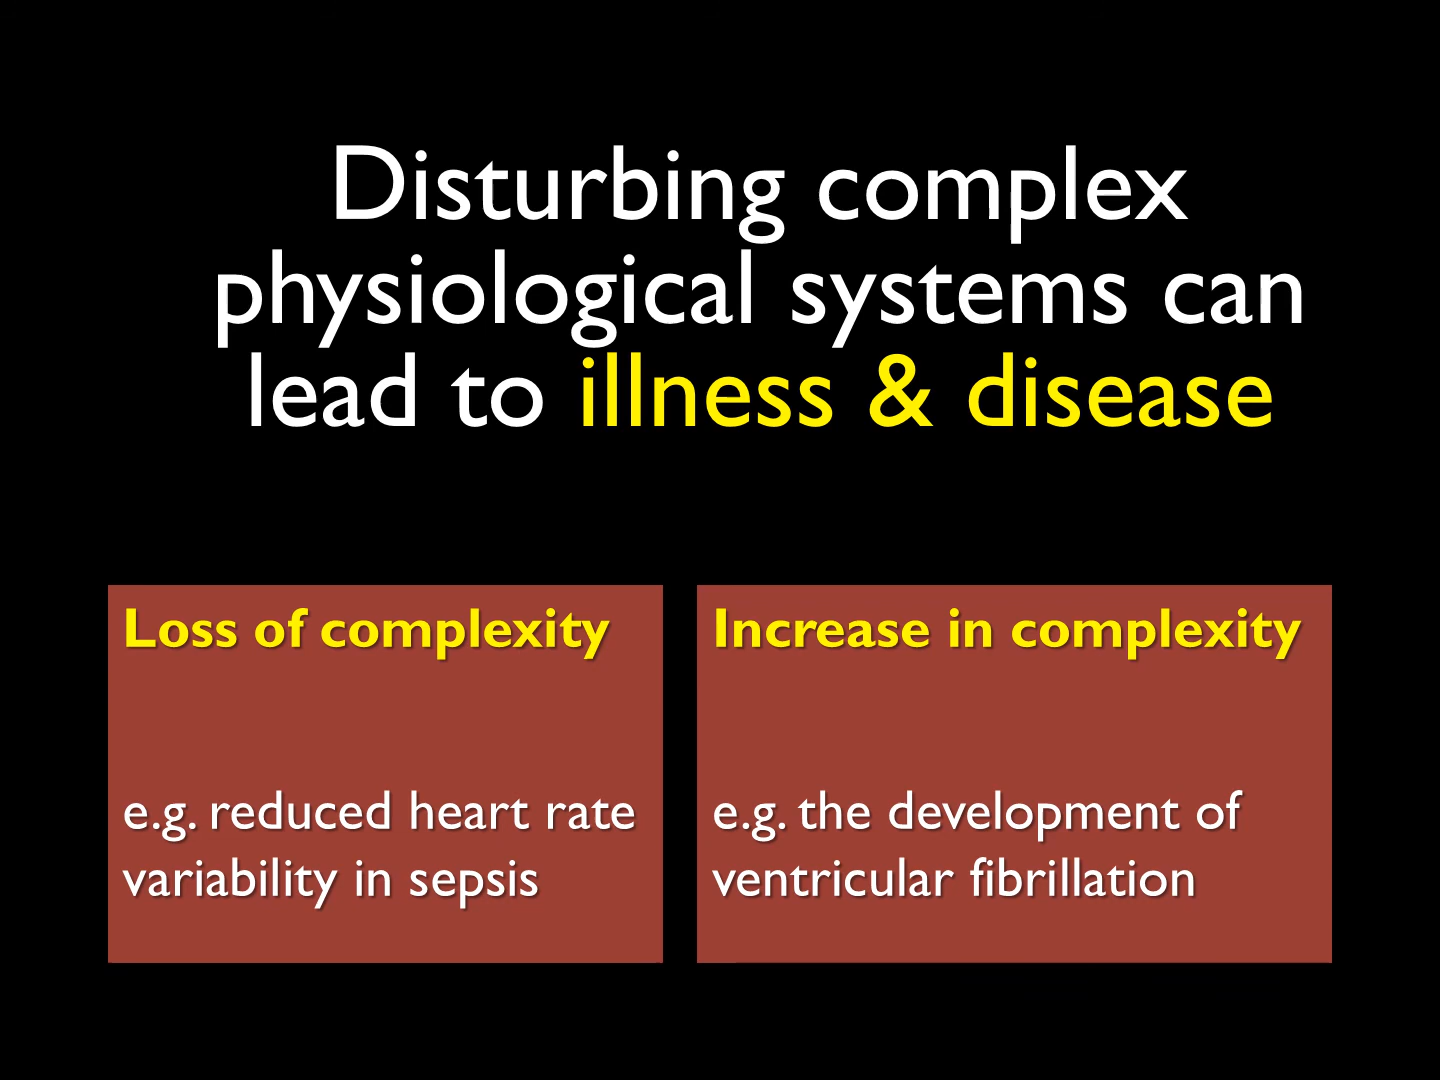 Disturbing complex
physiological systems can
lead to illness & disease
Loss of complexity
e.g. reduced heart rate
variability in sepsis
Increase in complexity
e.g. the development of
ventricular fibrillation